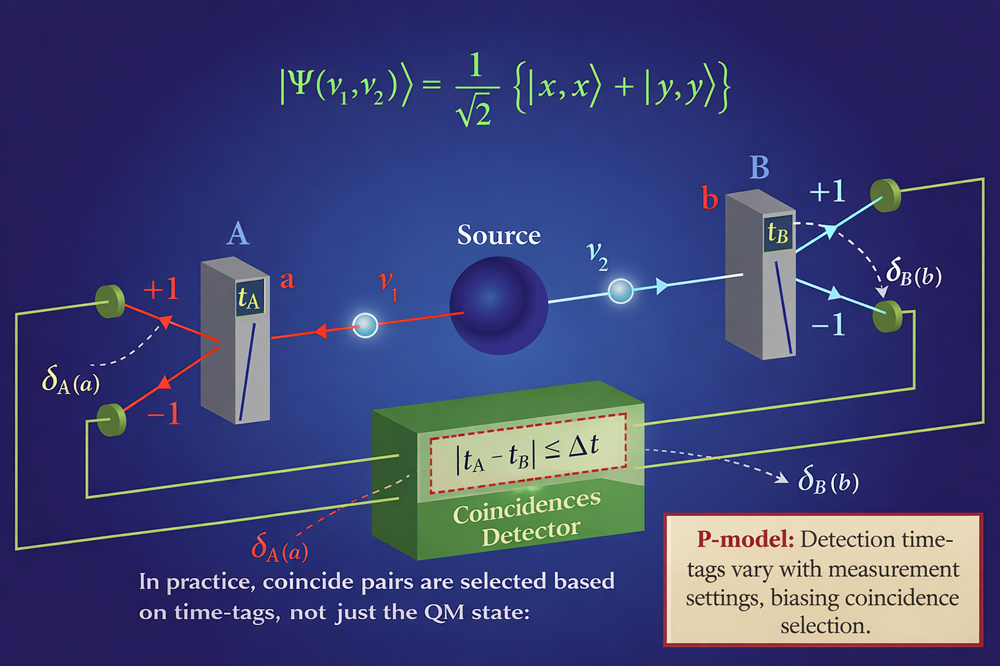 |Ψ(ν₁,ν₂)⟩ = 1/√2 {|x, x⟩ + |y, y⟩}
B
+1
b
A
Source
t_B
ν₂
a
ν₁
+1
t_A
δ_B(b)
−1
δ_A(a)
−1
|t_A − t_B| ≤ Δt
δ_B(b)
Coincidences
Detector
δ_A(a)
In practice, coincide pairs are selected based
on time-tags, not just the QM state:
P-model: Detection time-
tags vary with measurement
settings, biasing coincidence
selection.